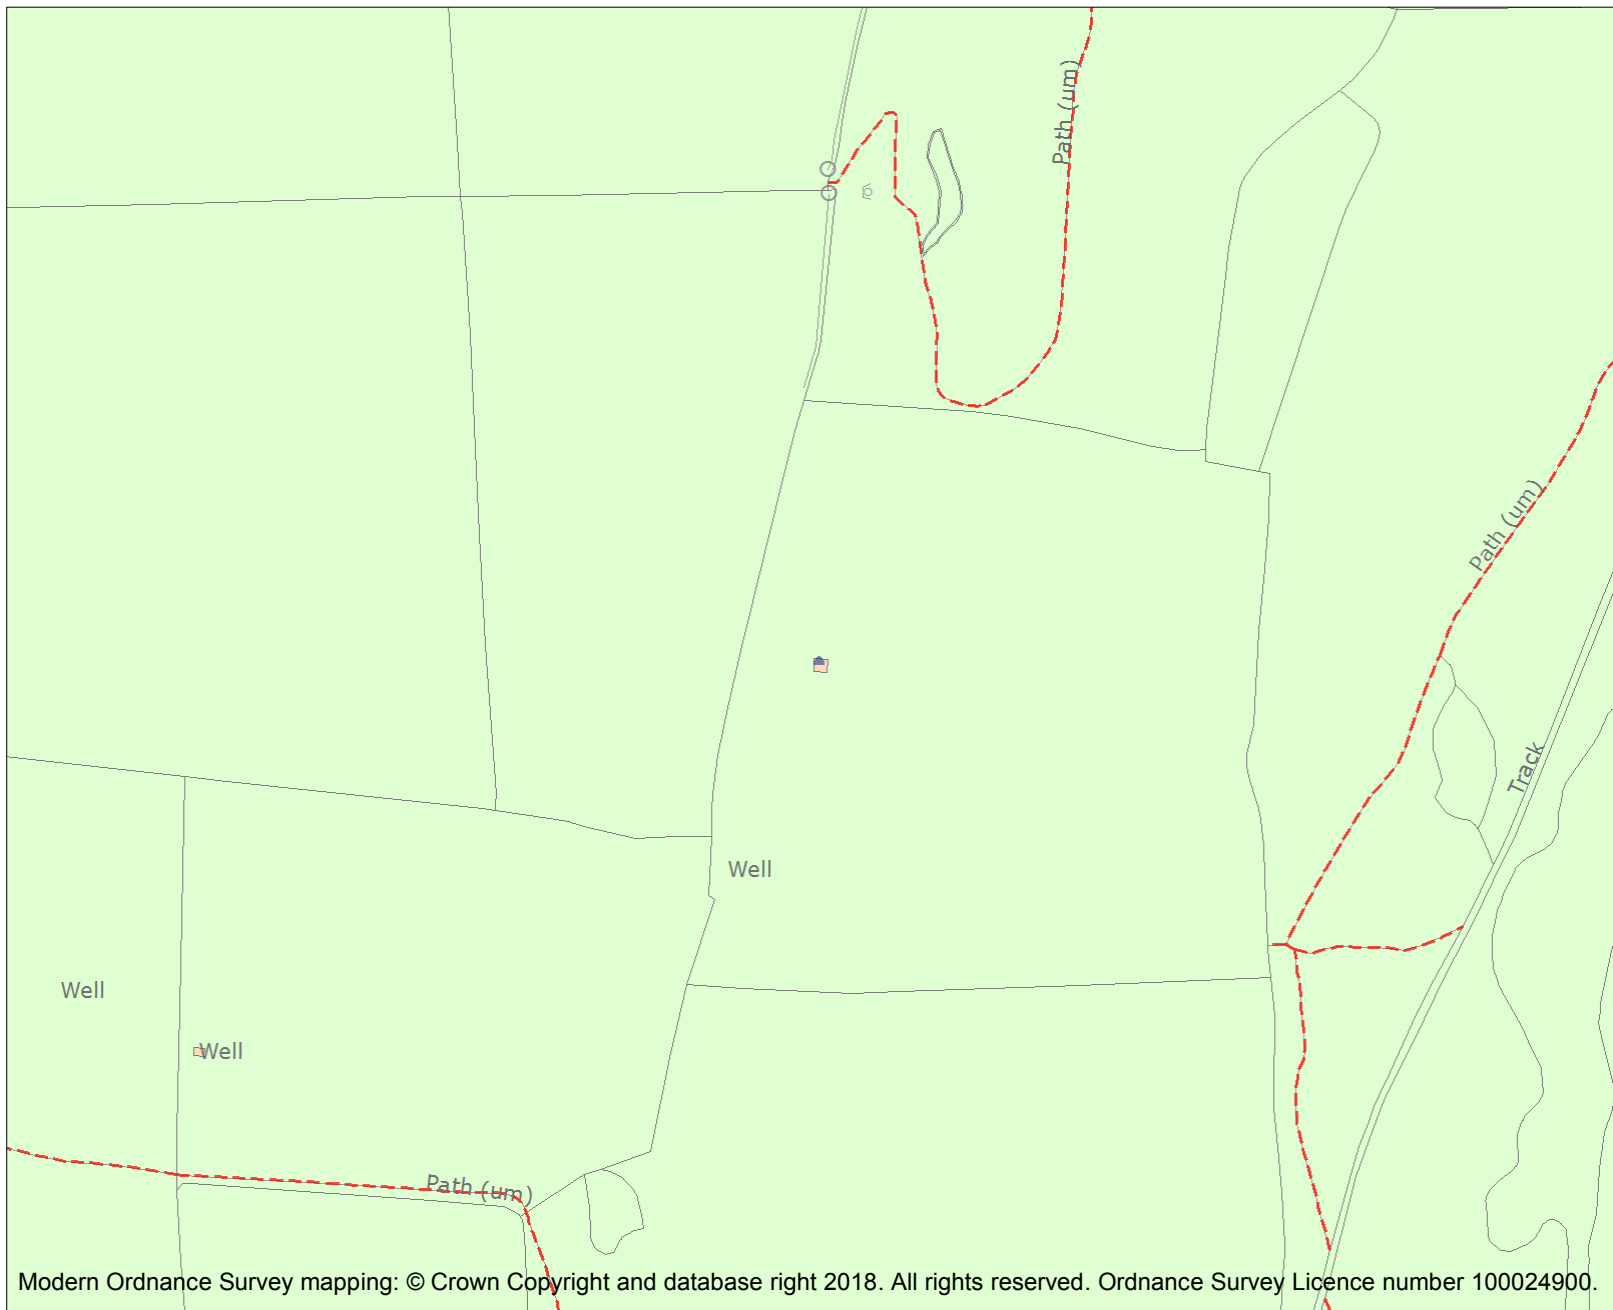 Path (um)
Path (um)
Track
Well
Well
Well
Path (um)
Modern Ordnance Survey mapping: © Crown Copyright and database right 2018. All rights reserved. Ordnance Survey Licence number 100024900.